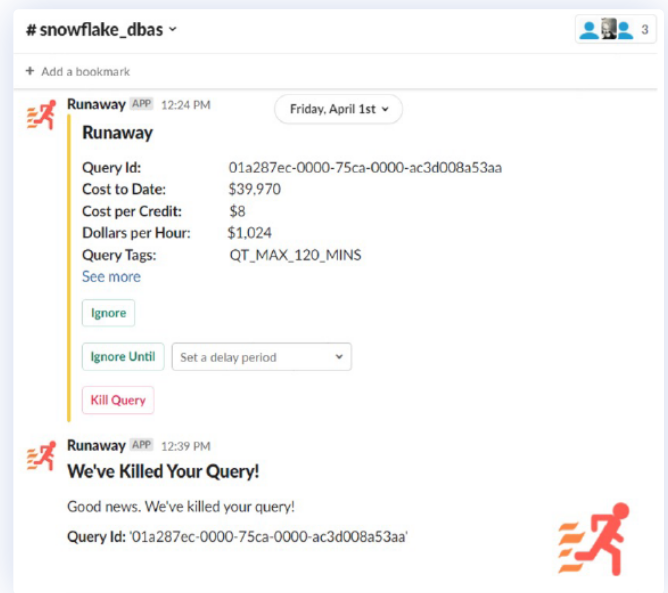 # snowflake_dbas
3
+ Add a bookmark
Runaway APP 12:24 PM
Friday, April 1st
Runaway
Query Id: 01a287ec-0000-75ca-0000-ac3d008a53aa
Cost to Date: $39,970
Cost per Credit: $8
Dollars per Hour: $1,024
Query Tags: QT_MAX_120_MINS
See more
Ignore
Ignore Until Set a delay period
Kill Query
Runaway APP 12:39 PM
We've Killed Your Query!
Good news. We've killed your query!
Query Id: '01a287ec-0000-75ca-0000-ac3d008a53aa'